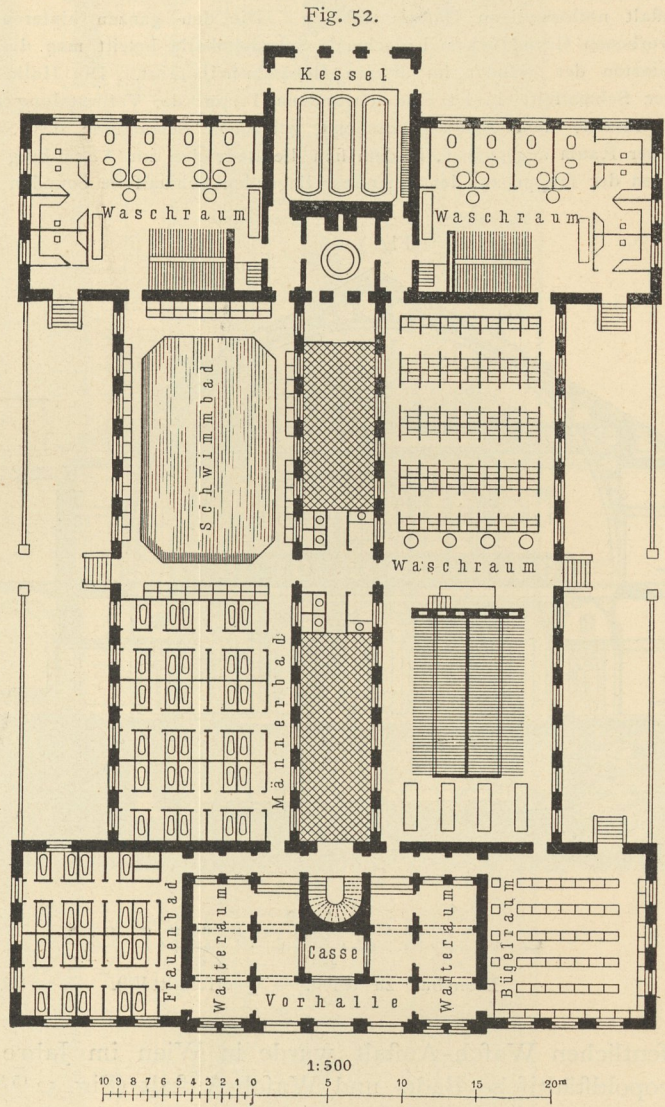 Fig. 52.
Kessel
Waschraum
Waschraum
Schwimmbad
Waschraum
Männerbad
Frauenbad
Warteraum
Casse
Warteraum
Bügelraum
Vorhalle
1:500
10 9 8 7 6 5 4 3 2 1 0 5 10 15 20m